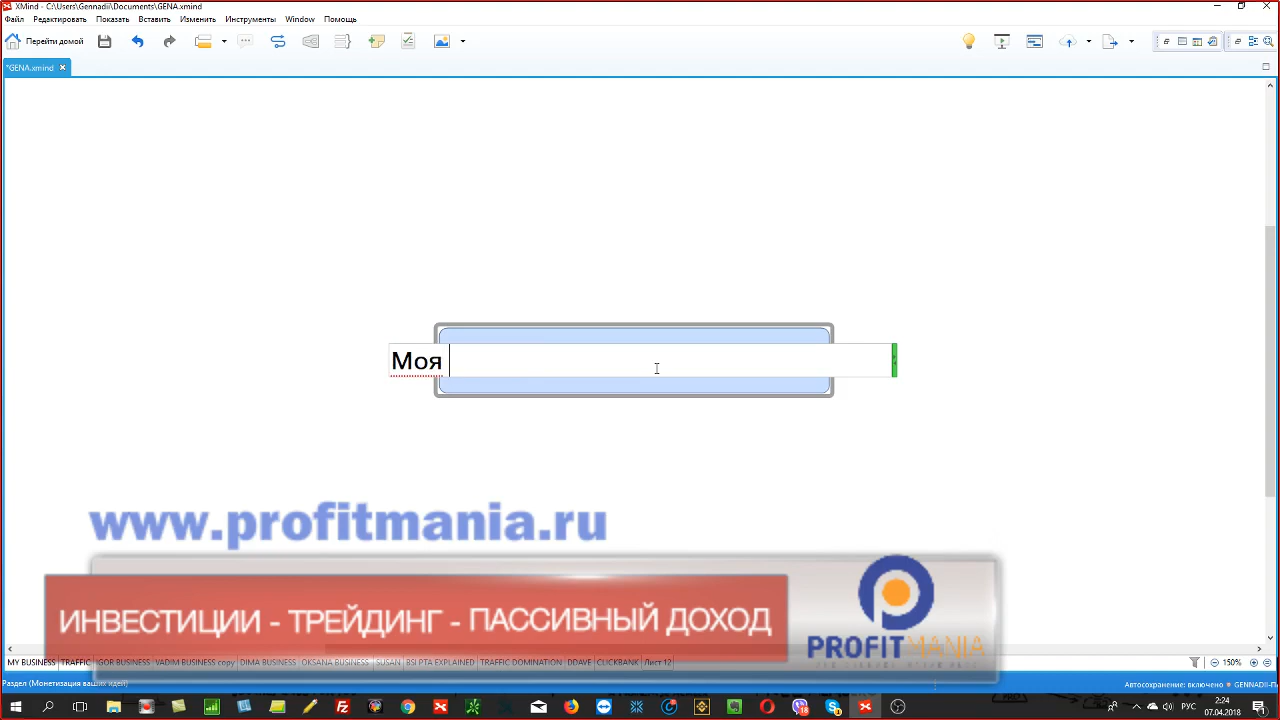 XMind - C:\Users\Gennadii\Documents\GENA.xmind
Файл Редактировать Показать Вставить Изменить Инструменты Window Помощь
Перейти домой
*GENA.xmind
Моя
www.profitmania.ru
ИНВЕСТИЦИИ - ТРЕЙДИНГ - ПАССИВНЫЙ ДОХОД
PROFITMANIA
MY BUSINESS TRAFFIC IGOR BUSINESS VADIM BUSINESS copy DIMA BUSINESS OKSANA BUSINESS SUSAN BSI PTA EXPLAINED TRAFFIC DOMINATION DDAVE CLICKBANK Лист 12 150%
Раздел (Монетизация ваших идей) Автосохранение: включено
РУС 2:24
07.04.2018